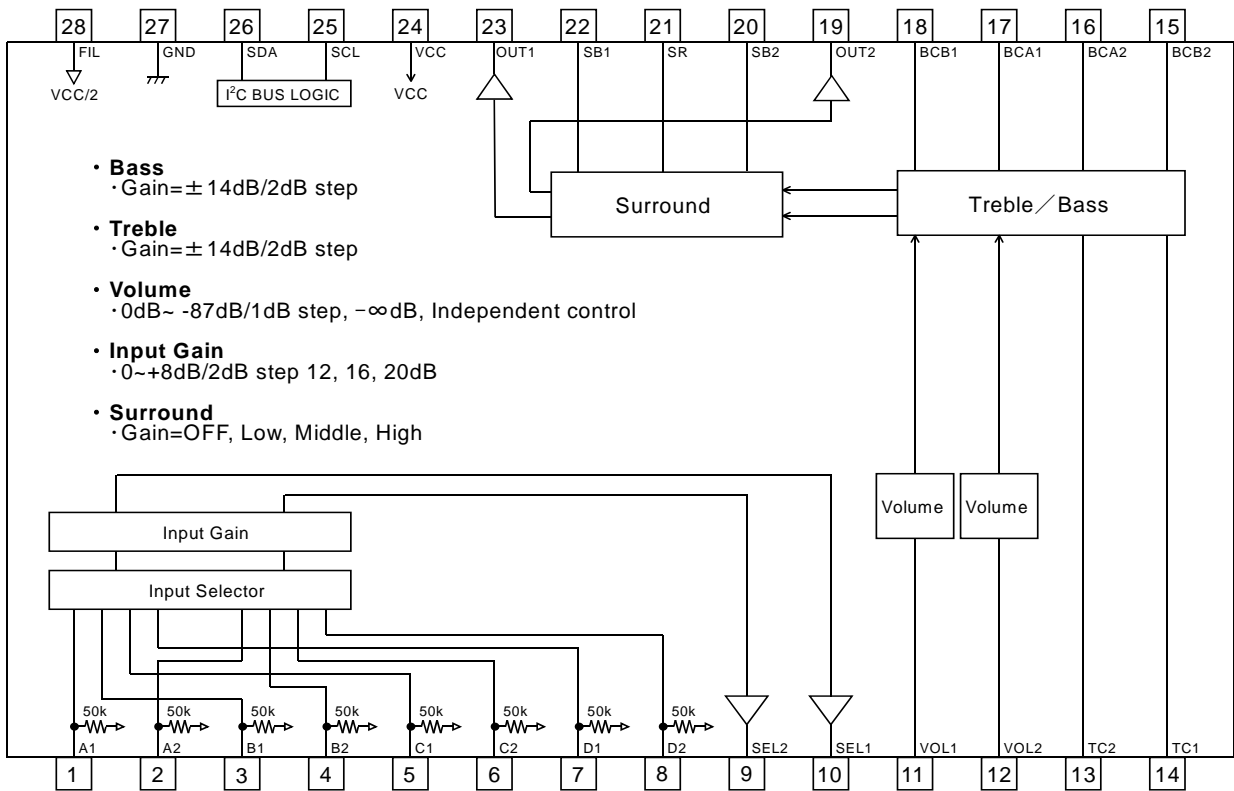 28 27 26 25 24 23 22 21 20 19 18 17 16 15
FIL GND SDA SCL VCC OUT1 SB1 SR SB2 OUT2 BCB1 BCA1 BCA2 BCB2
VCC/2
I²C BUS LOGIC
VCC
・Bass
・Gain=±14dB/2dB step
・Treble
・Gain=±14dB/2dB step
・Volume
・0dB~ -87dB/1dB step, −∞dB, Independent control
・Input Gain
・0~+8dB/2dB step 12, 16, 20dB
・Surround
・Gain=OFF, Low, Middle, High
Surround
Treble／Bass
Volume
Volume
Input Gain
Input Selector
50k 50k 50k 50k 50k 50k 50k 50k
A1 A2 B1 B2 C1 C2 D1 D2 SEL2 SEL1 VOL1 VOL2 TC2 TC1
1 2 3 4 5 6 7 8 9 10 11 12 13 14